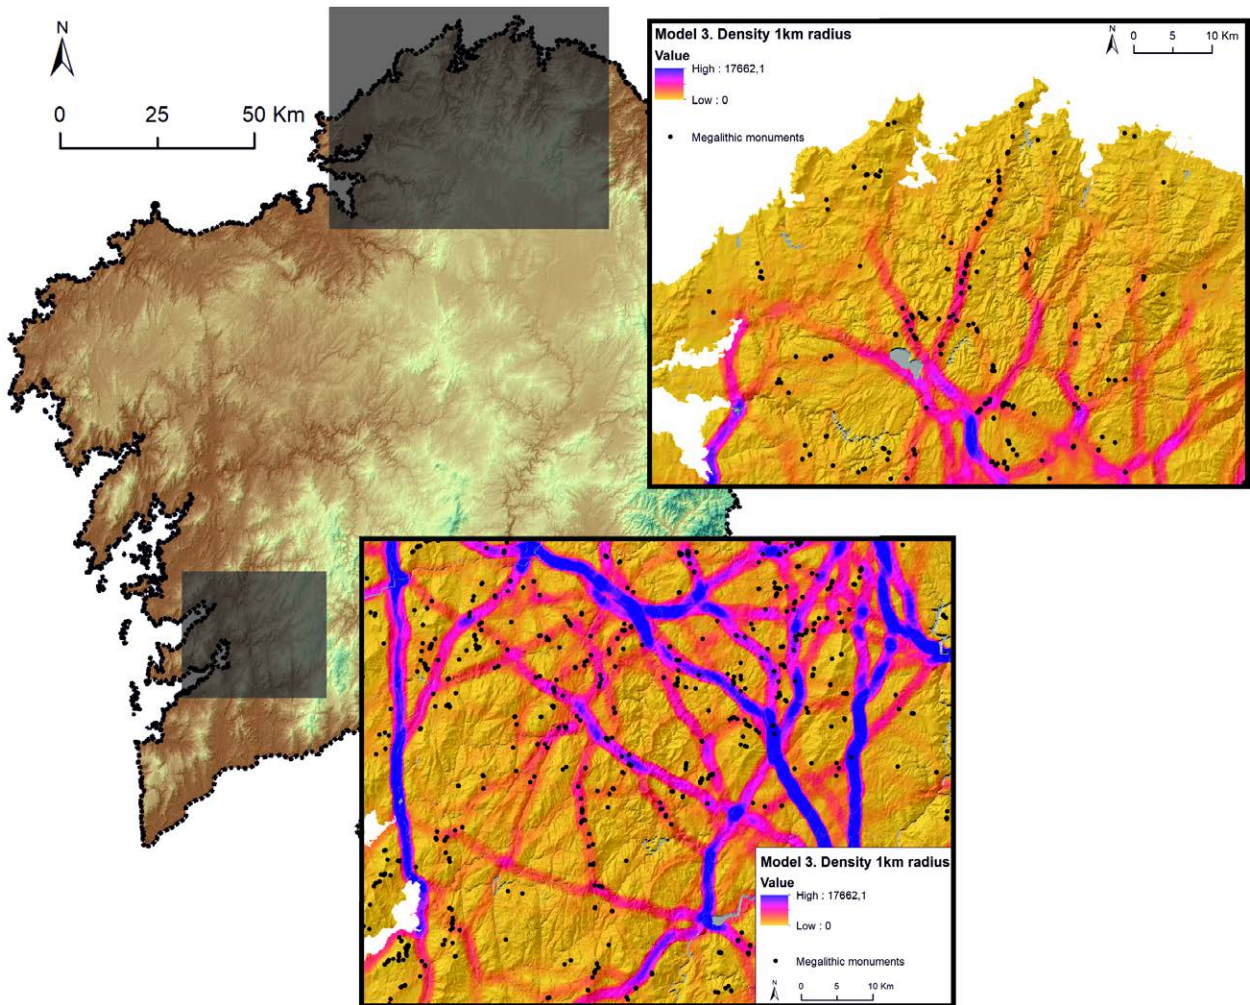 N
0 25 50 Km
Model 3. Density 1km radius
Value
High : 17662,1
Low : 0
Megalithic monuments
N
0 5 10 Km
Model 3. Density 1km radius
Value
High : 17662,1
Low : 0
Megalithic monuments
N
0 5 10 Km